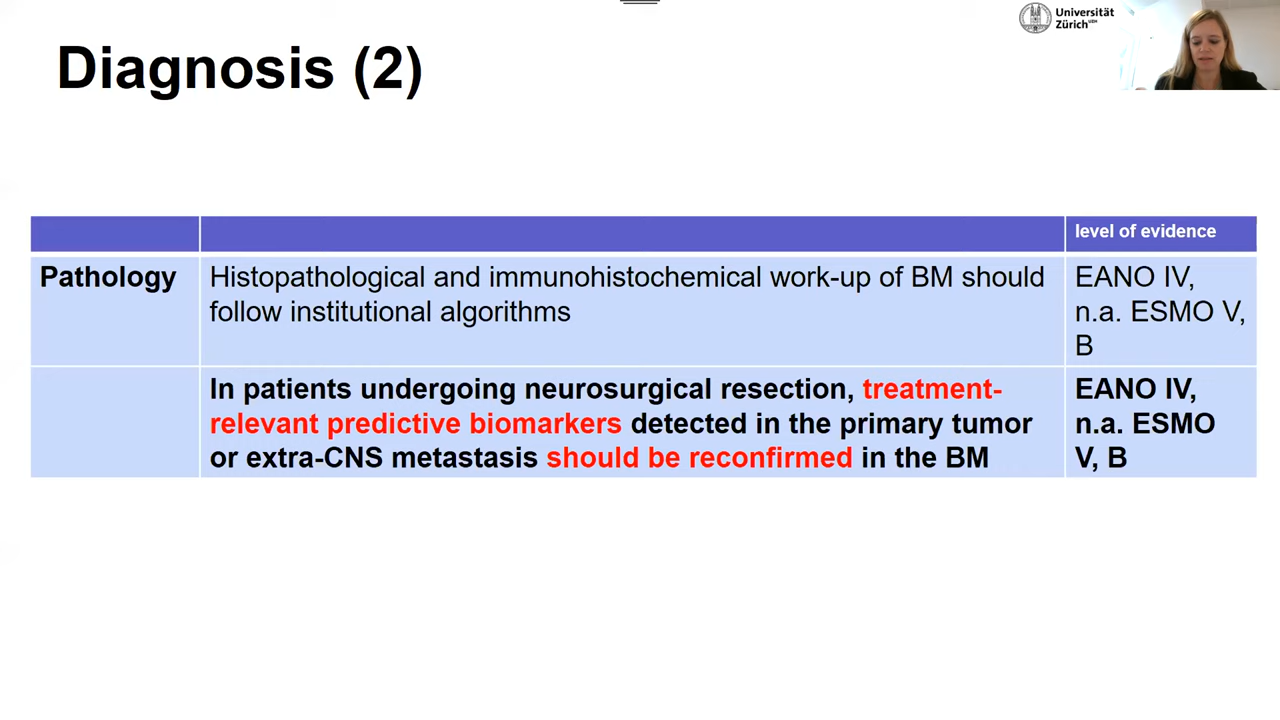 Universität
Zürich UZH
Diagnosis (2)
level of evidence
Pathology
Histopathological and immunohistochemical work-up of BM should
follow institutional algorithms
EANO IV,
n.a. ESMO V,
B
In patients undergoing neurosurgical resection, treatment-
relevant predictive biomarkers detected in the primary tumor
or extra-CNS metastasis should be reconfirmed in the BM
EANO IV,
n.a. ESMO
V, B